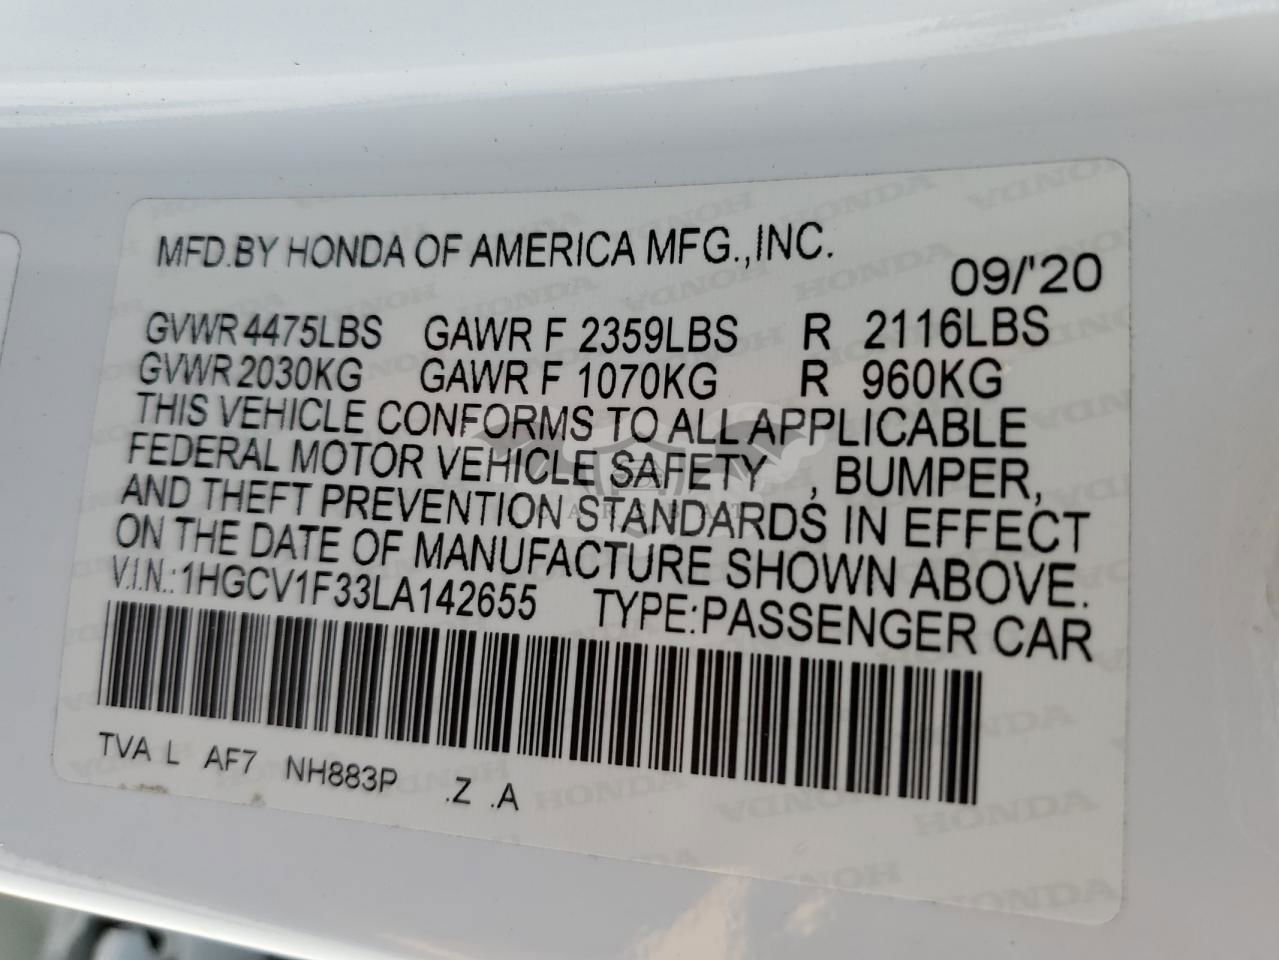 MFD.BY HONDA OF AMERICA MFG.,INC.
09/'20
GVWR 4475LBS GAWR F 2359LBS R 2116LBS
GVWR 2030KG GAWR F 1070KG R 960KG
THIS VEHICLE CONFORMS TO ALL APPLICABLE
FEDERAL MOTOR VEHICLE SAFETY , BUMPER,
AND THEFT PREVENTION STANDARDS IN EFFECT
ON THE DATE OF MANUFACTURE SHOWN ABOVE.
V.I.N.:1HGCV1F33LA142655 TYPE:PASSENGER CAR
TVA L AF7 NH883P .Z .A